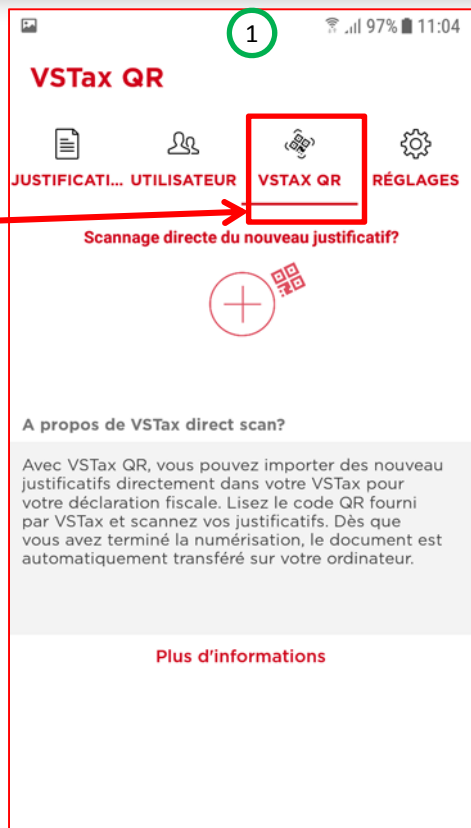 1
97% 11:04
VSTax QR
JUSTIFICATI... UTILISATEUR VSTAX QR RÉGLAGES
Scannage directe du nouveau justificatif?
A propos de VSTax direct scan?
Avec VSTax QR, vous pouvez importer des nouveau
justificatifs directement dans votre VSTax pour
votre déclaration fiscale. Lisez le code QR fourni
par VSTax et scannez vos justificatifs. Dès que
vous avez terminé la numérisation, le document est
automatiquement transféré sur votre ordinateur.
Plus d'informations